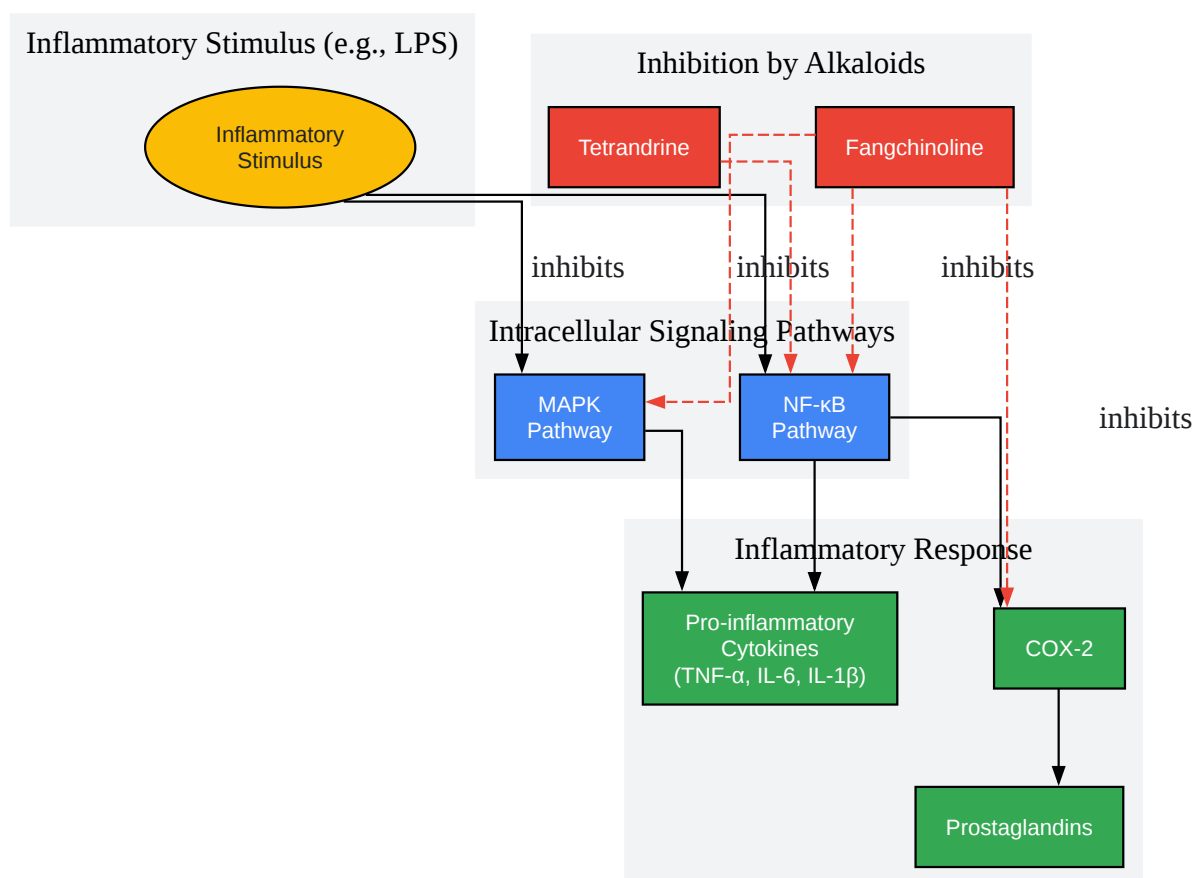 Inflammatory Stimulus (e.g., LPS)
Inflammatory
Stimulus
Inhibition by Alkaloids
Tetrandrine
Fangchinoline
inhibits
inhibits
inhibits
Intracellular Signaling Pathways
MAPK
Pathway
NF-κB
Pathway
inhibits
Inflammatory Response
Pro-inflammatory
Cytokines
(TNF-α, IL-6, IL-1β)
COX-2
Prostaglandins